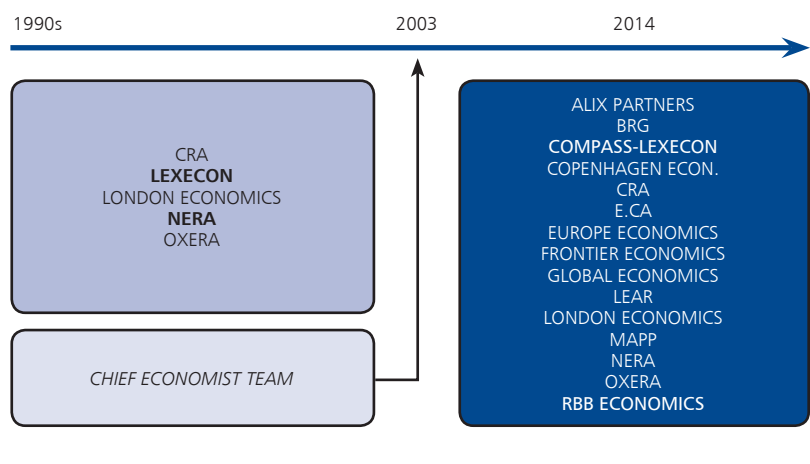 1990s
2003
2014
CRA
LEXECON
LONDON ECONOMICS
NERA
OXERA
CHIEF ECONOMIST TEAM
ALIX PARTNERS
BRG
COMPASS-LEXECON
COPENHAGEN ECON.
CRA
E.CA
EUROPE ECONOMICS
FRONTIER ECONOMICS
GLOBAL ECONOMICS
LEAR
LONDON ECONOMICS
MAPP
NERA
OXERA
RBB ECONOMICS